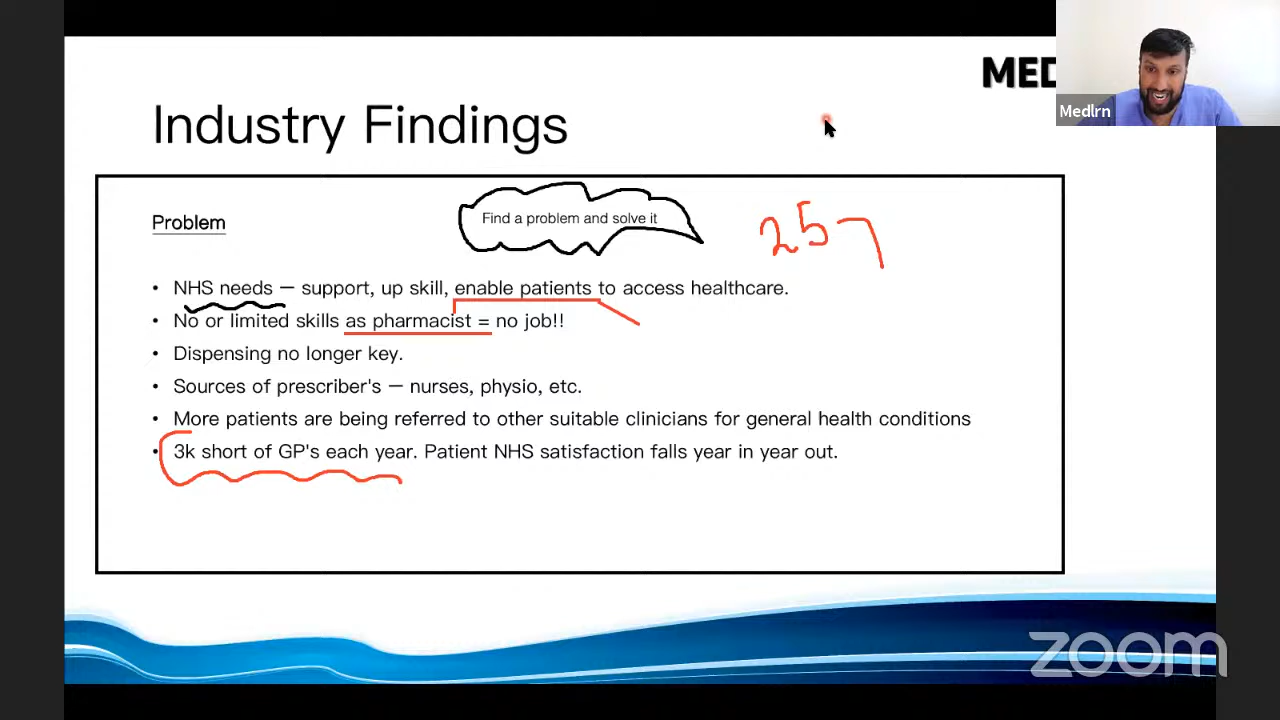 MED
Medlrn
Industry Findings
Find a problem and solve it
257
Problem
• NHS needs – support, up skill, enable patients to access healthcare.
• No or limited skills as pharmacist = no job!!
• Dispensing no longer key.
• Sources of prescriber's – nurses, physio, etc.
• More patients are being referred to other suitable clinicians for general health conditions
• 3k short of GP's each year. Patient NHS satisfaction falls year in year out.
zoom